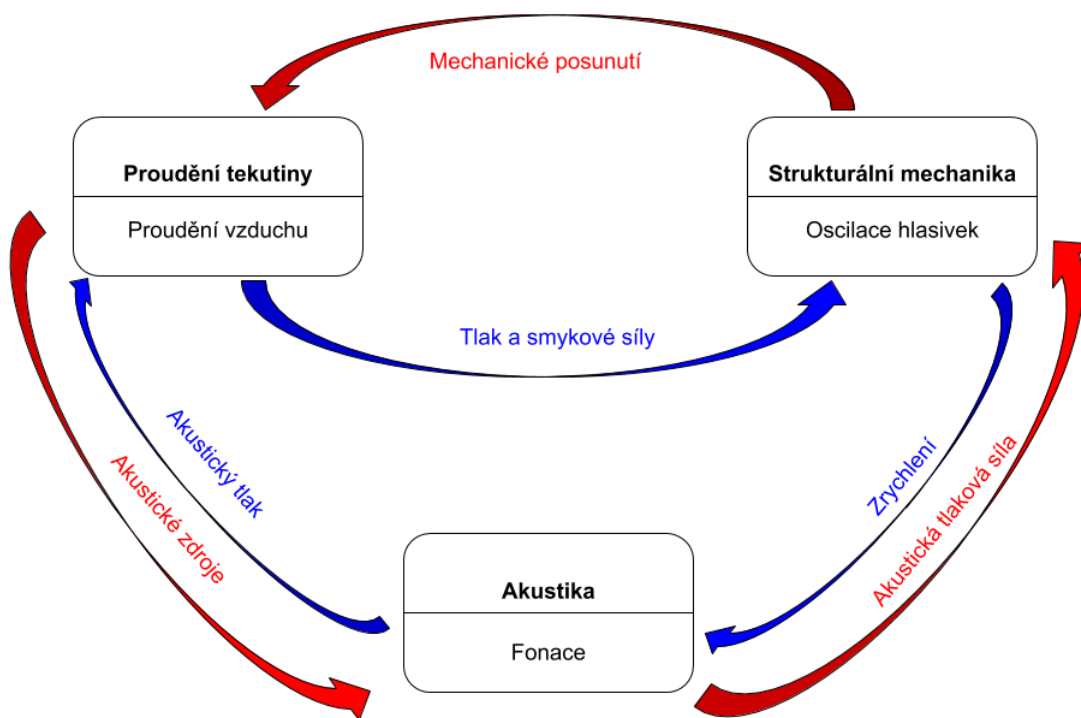 Mechanické posunutí
Proudění tekutiny
Proudění vzduchu
Strukturální mechanika
Oscilace hlasivek
Tlak a smykové síly
Akustický tlak
Akustické zdroje
Zrychlení
Akustická tlaková síla
Akustika
Fonace